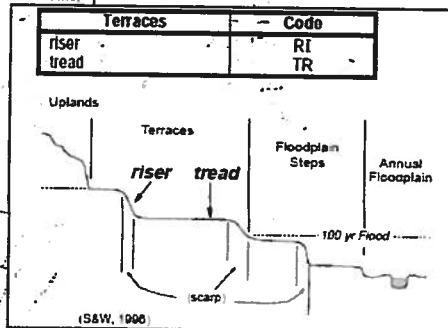 Terraces Code
riser RI
tread TR
Uplands
Terraces
Floodplain
Steps
Annual
Floodplain
riser tread
100 yr Flood
(scarp)
(S&W, 1996)